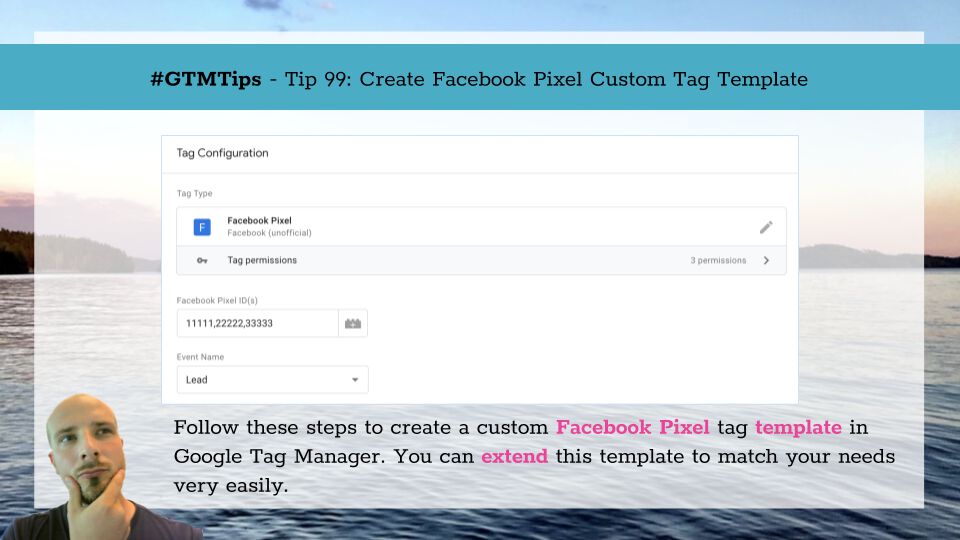 #GTMTips - Tip 99: Create Facebook Pixel Custom Tag Template
Tag Configuration
Tag Type
F
Facebook Pixel
Facebook (unofficial)
Tag permissions
3 permissions
Facebook Pixel ID(s)
11111,22222,33333
Event Name
Lead
Follow these steps to create a custom Facebook Pixel tag template in
Google Tag Manager. You can extend this template to match your needs
very easily.